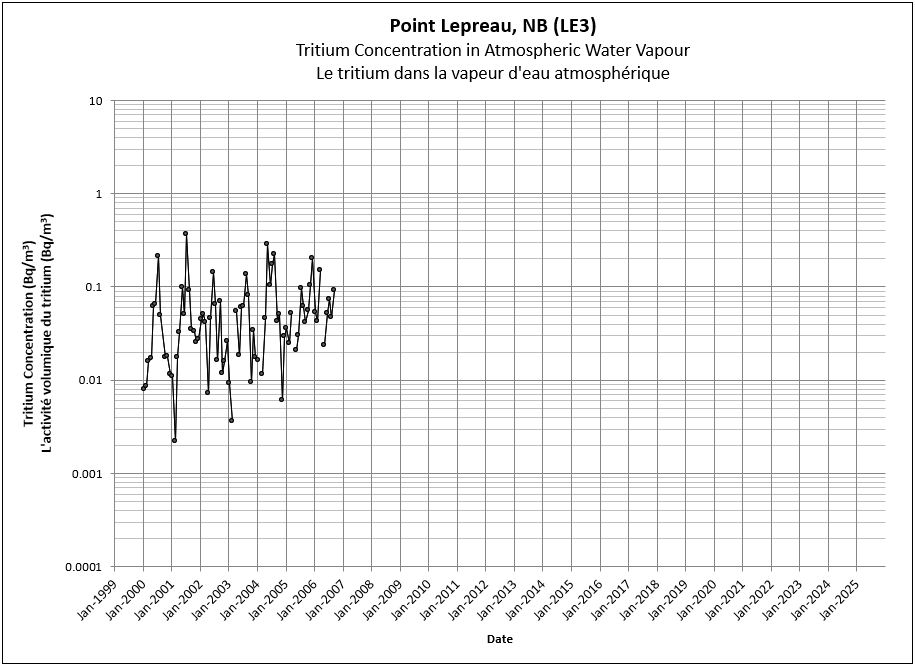 Point Lepreau, NB (LE3)
Tritium Concentration in Atmospheric Water Vapour
Le tritium dans la vapeur d'eau atmosphérique
Tritium Concentration (Bq/m³)
L'activité volumique du tritium (Bq/m³)
10
1
0.1
0.01
0.001
0.0001
Jan-1999
Jan-2000
Jan-2001
Jan-2002
Jan-2003
Jan-2004
Jan-2005
Jan-2006
Jan-2007
Jan-2008
Jan-2009
Jan-2010
Jan-2011
Jan-2012
Jan-2013
Jan-2014
Jan-2015
Jan-2016
Jan-2017
Jan-2018
Jan-2019
Jan-2020
Jan-2021
Jan-2022
Jan-2023
Jan-2024
Jan-2025
Date